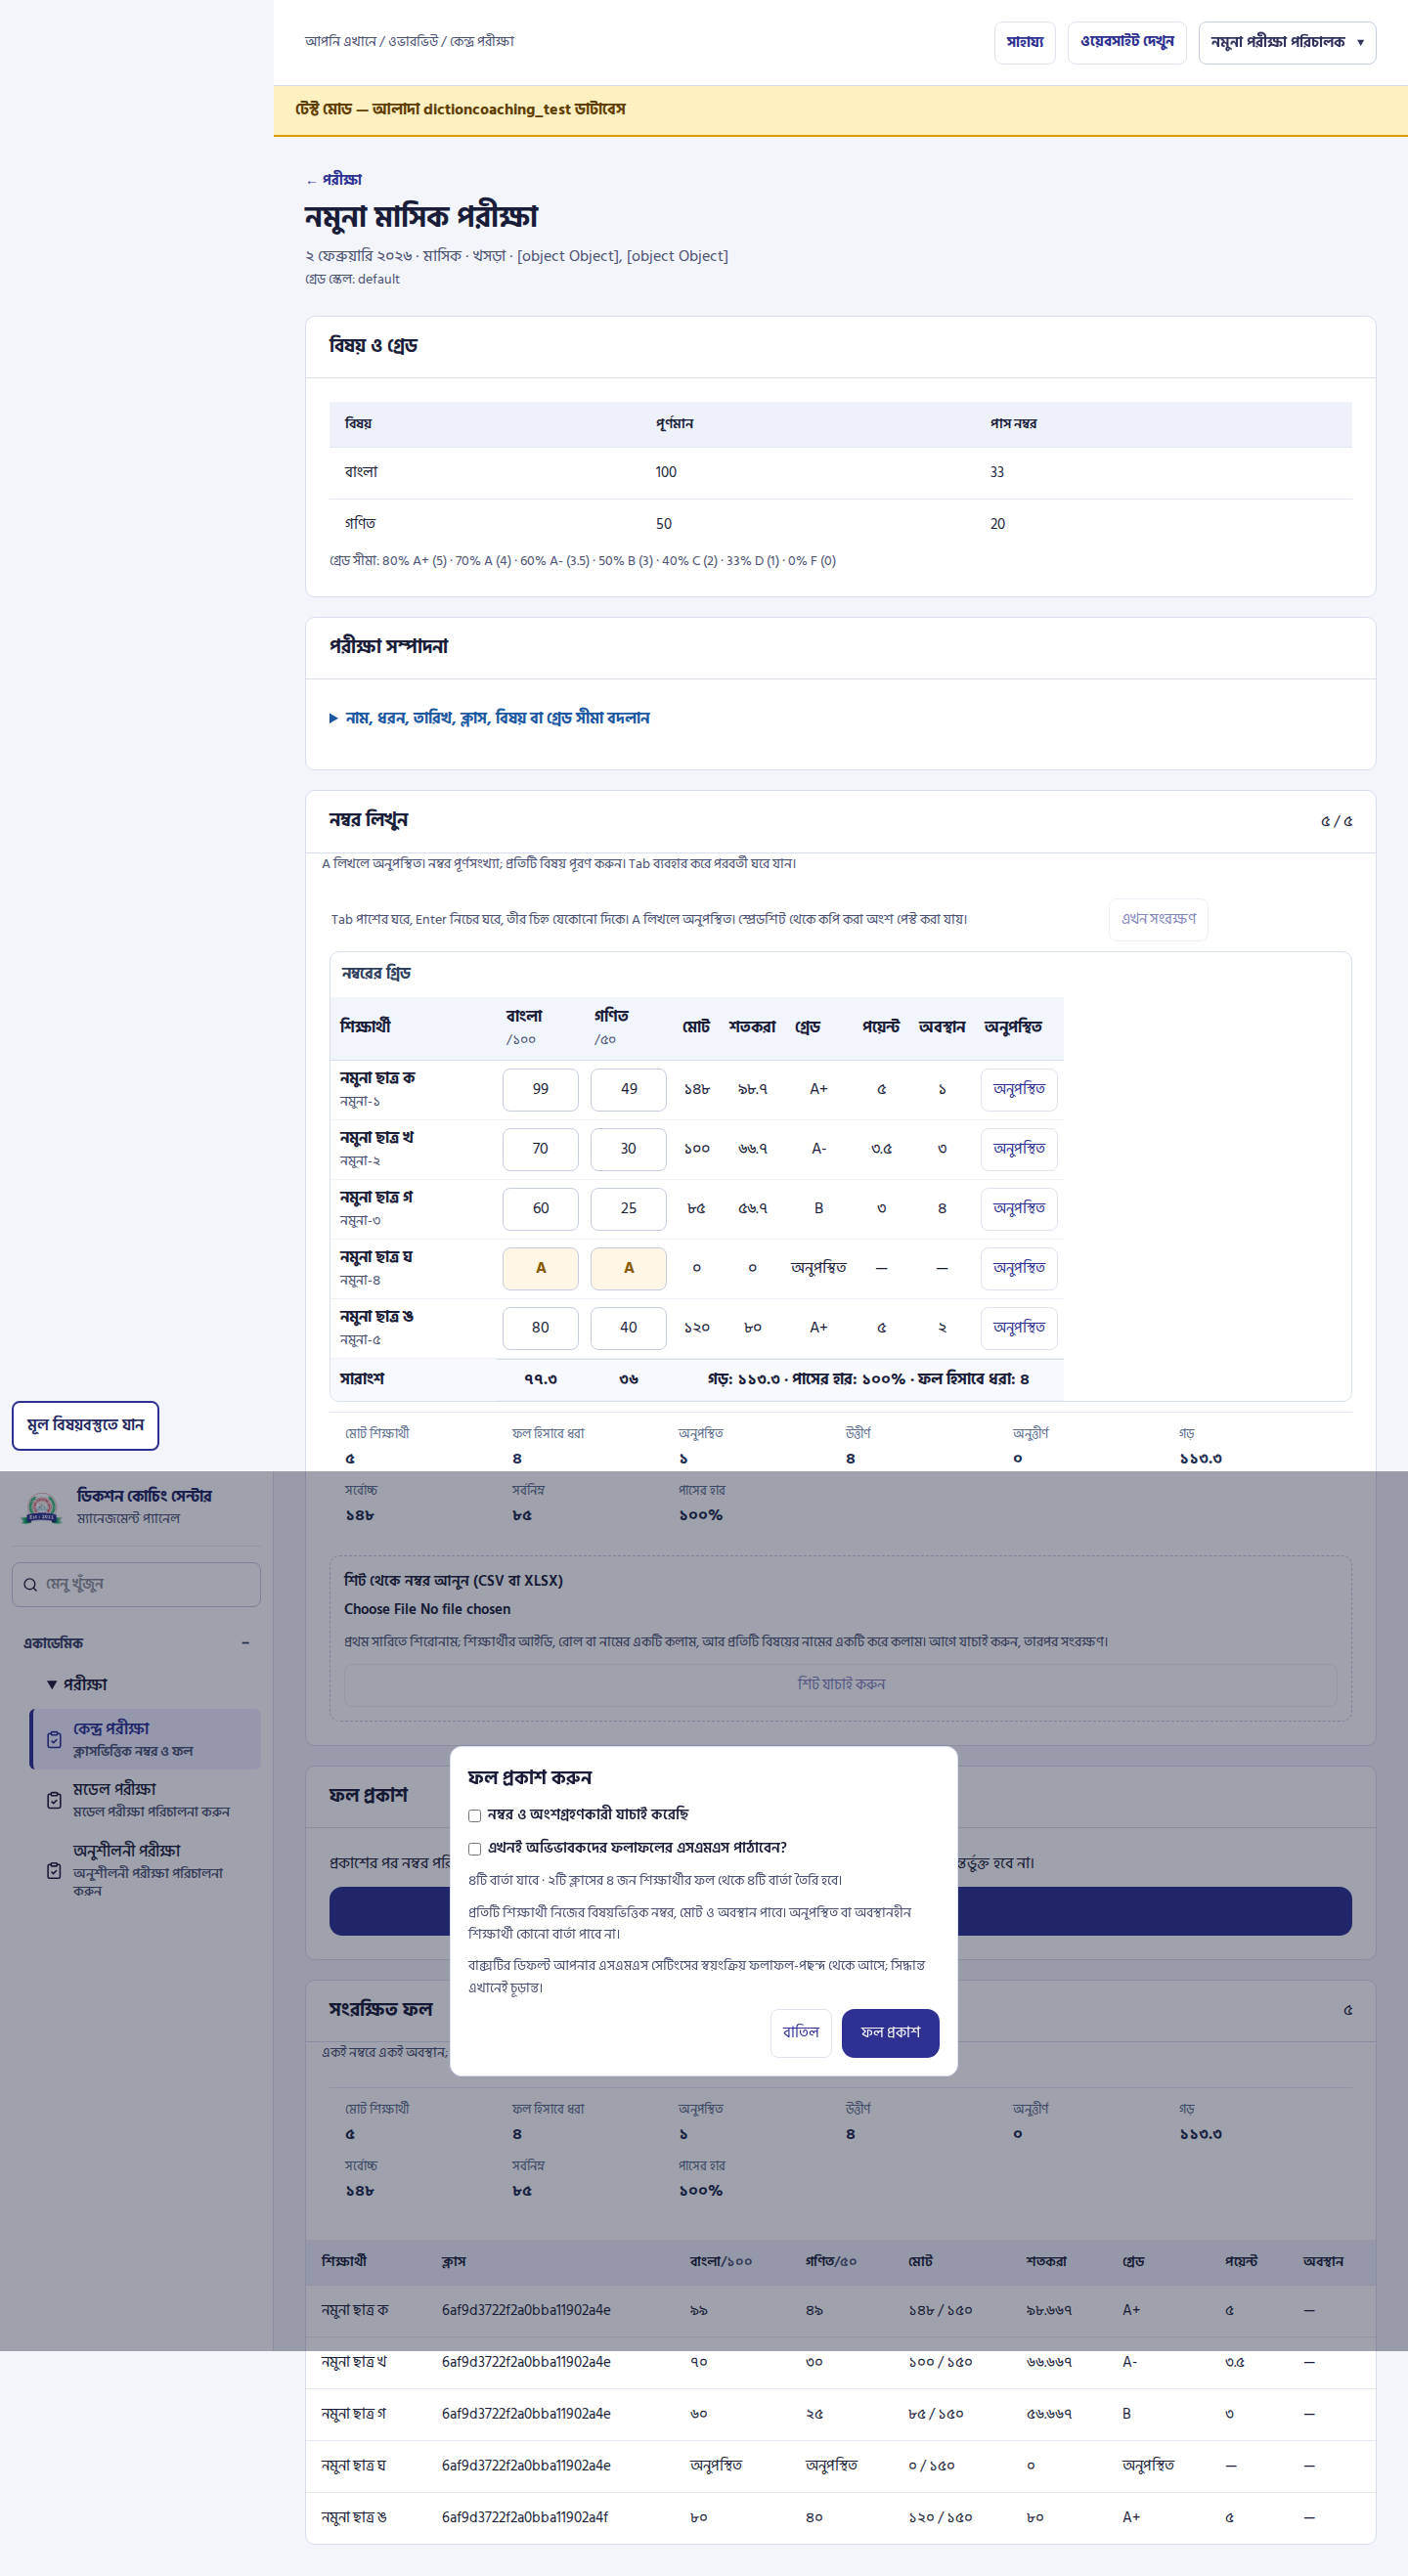 আপনি এখানে / ওভারভিউ / কেন্দ্র পরীক্ষা
সাহায্য
ওয়েবসাইট দেখুন
নমুনা পরীক্ষা পরিচালক ▾
টেস্ট মোড — আলাদা dictioncoaching_test ডাটাবেস
← পরীক্ষা
নমুনা মাসিক পরীক্ষা
২ ফেব্রুয়ারি ২০২৬ · মাসিক · খসড়া · [object Object], [object Object]
গ্রেড স্কেল: default
বিষয় ও গ্রেড
বিষয় পূর্ণমান পাস নম্বর
বাংলা 100 33
গণিত 50 20
গ্রেড সীমা: 80% A+ (5) · 70% A (4) · 60% A- (3.5) · 50% B (3) · 40% C (2) · 33% D (1) · 0% F (0)
পরীক্ষা সম্পাদনা
▶ নাম, ধরন, তারিখ, ক্লাস, বিষয় বা গ্রেড সীমা বদলান
নম্বর লিখুন ৫ / ৫
A লিখলে অনুপস্থিত। নম্বর পূর্ণসংখ্যা; প্রতিটি বিষয় পূরণ করুন। Tab ব্যবহার করে পরবর্তী ঘরে যান।
Tab পাশের ঘরে, Enter নিচের ঘরে, তীর চিহ্ন যেকোনো দিকে। A লিখলে অনুপস্থিত। স্প্রেডশিট থেকে কপি করা অংশ পেস্ট করা যায়।
এখন সংরক্ষণ
নম্বরের গ্রিড
শিক্ষার্থী বাংলা /১০০ গণিত /৫০ মোট শতকরা গ্রেড পয়েন্ট অবস্থান অনুপস্থিত
নমুনা ছাত্র ক 99 49 ১৪৮ ৯৮.৭ A+ ৫ ১ অনুপস্থিত
নমুনা-১
নমুনা ছাত্র খ 70 30 ১০০ ৬৬.৭ A- ৩.৫ ৩ অনুপস্থিত
নমুনা-২
নমুনা ছাত্র গ 60 25 ৮৫ ৫৬.৭ B ৩ ৪ অনুপস্থিত
নমুনা-৩
নমুনা ছাত্র ঘ A A ০ ০ অনুপস্থিত — — অনুপস্থিত
নমুনা-৪
নমুনা ছাত্র ঙ 80 40 ১২০ ৮০ A+ ৫ ২ অনুপস্থিত
নমুনা-৫
সারাংশ ৭৭.৩ ৩৬ গড়: ১১৩.৩ · পাসের হার: ১০০% · ফল হিসাবে ধরা: ৪
মোট শিক্ষার্থী ফল হিসাবে ধরা অনুপস্থিত উত্তীর্ণ অনুত্তীর্ণ গড়
৫ ৪ ১ ৪ ০ ১১৩.৩
সর্বোচ্চ সর্বনিম্ন পাসের হার
১৪৮ ৮৫ ১০০%
মূল বিষয়বস্তুতে যান
ডিকশন কোচিং সেন্টার
ম্যানেজমেন্ট প্যানেল
মেনু খুঁজুন
একাডেমিক −
▼ পরীক্ষা
কেন্দ্র পরীক্ষা
ক্লাসভিত্তিক নম্বর ও ফল
মডেল পরীক্ষা
মডেল পরীক্ষা পরিচালনা করুন
অনুশীলনী পরীক্ষা
অনুশীলনী পরীক্ষা পরিচালনা
করুন
শিট থেকে নম্বর আনুন (CSV বা XLSX)
Choose File No file chosen
প্রথম সারিতে শিরোনাম; শিক্ষার্থীর আইডি, রোল বা নামের একটি কলাম, আর প্রতিটি বিষয়ের নামের একটি করে কলাম। আগে যাচাই করুন, তারপর সংরক্ষণ।
শিট যাচাই করুন
ফল প্রকাশ
প্রকাশের পর নম্বর
হবে না।
ফল প্রকাশ করুন
নম্বর ও অংশগ্রহণকারী যাচাই করেছি
এখনই অভিভাবকদের ফলাফলের এসএমএস পাঠাবেন?
৪টি বার্তা যাবে · ২টি ক্লাসের ৪ জন শিক্ষার্থীর ফল থেকে ৪টি বার্তা তৈরি হবে।
প্রতিটি শিক্ষার্থী নিজের বিষয়ভিত্তিক নম্বর, মোট ও অবস্থান পাবে। অনুপস্থিত বা অবস্থানহীন
শিক্ষার্থী কোনো বার্তা পাবে না।
বাক্সটির ডিফল্ট আপনার এসএমএস সেটিংসের স্বয়ংক্রিয় ফলাফল-পছন্দ থেকে আসে; সিদ্ধান্ত
এখানেই চূড়ান্ত।
বাতিল
ফল প্রকাশ
সংরক্ষিত ফল ৫
একই নম্বরে একই অবস্থান;
মোট শিক্ষার্থী ফল হিসাবে ধরা অনুপস্থিত উত্তীর্ণ অনুত্তীর্ণ গড়
৫ ৪ ১ ৪ ০ ১১৩.৩
সর্বোচ্চ সর্বনিম্ন পাসের হার
১৪৮ ৮৫ ১০০%
শিক্ষার্থী ক্লাস বাংলা/১০০ গণিত/৫০ মোট শতকরা গ্রেড পয়েন্ট অবস্থান
নমুনা ছাত্র ক 6af9d3722f2a0bba11902a4e ৯৯ ৪৯ ১৪৮ / ১৫০ ৯৮.৬৬৭ A+ ৫ —
নমুনা ছাত্র খ 6af9d3722f2a0bba11902a4e ৭০ ৩০ ১০০ / ১৫০ ৬৬.৬৬৭ A- ৩.৫ —
নমুনা ছাত্র গ 6af9d3722f2a0bba11902a4e ৬০ ২৫ ৮৫ / ১৫০ ৫৬.৬৬৭ B ৩ —
নমুনা ছাত্র ঘ 6af9d3722f2a0bba11902a4e অনুপস্থিত অনুপস্থিত ০ / ১৫০ ০ অনুপস্থিত — —
নমুনা ছাত্র ঙ 6af9d3722f2a0bba11902a4f ৮০ ৪০ ১২০ / ১৫০ ৮০ A+ ৫ —